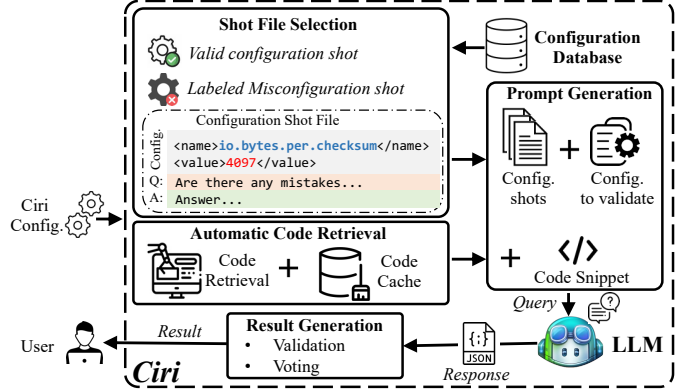 Shot File Selection
Valid configuration shot
Labeled Misconfiguration shot
Configuration Shot File
Config.
<name>io.bytes.per.checksum</name>
<value>4097</value>
Q: Are there any mistakes...
A: Answer...
Configuration
Database
Prompt Generation
Config.
shots
+
Config.
to validate
+
</>
Code Snippet
Ciri
Config.
Automatic Code Retrieval
Code
Retrieval
+
Code
Cache
Query
?
LLM
{;}
JSON
Response
Result Generation
• Validation
• Voting
Result
User
Ciri